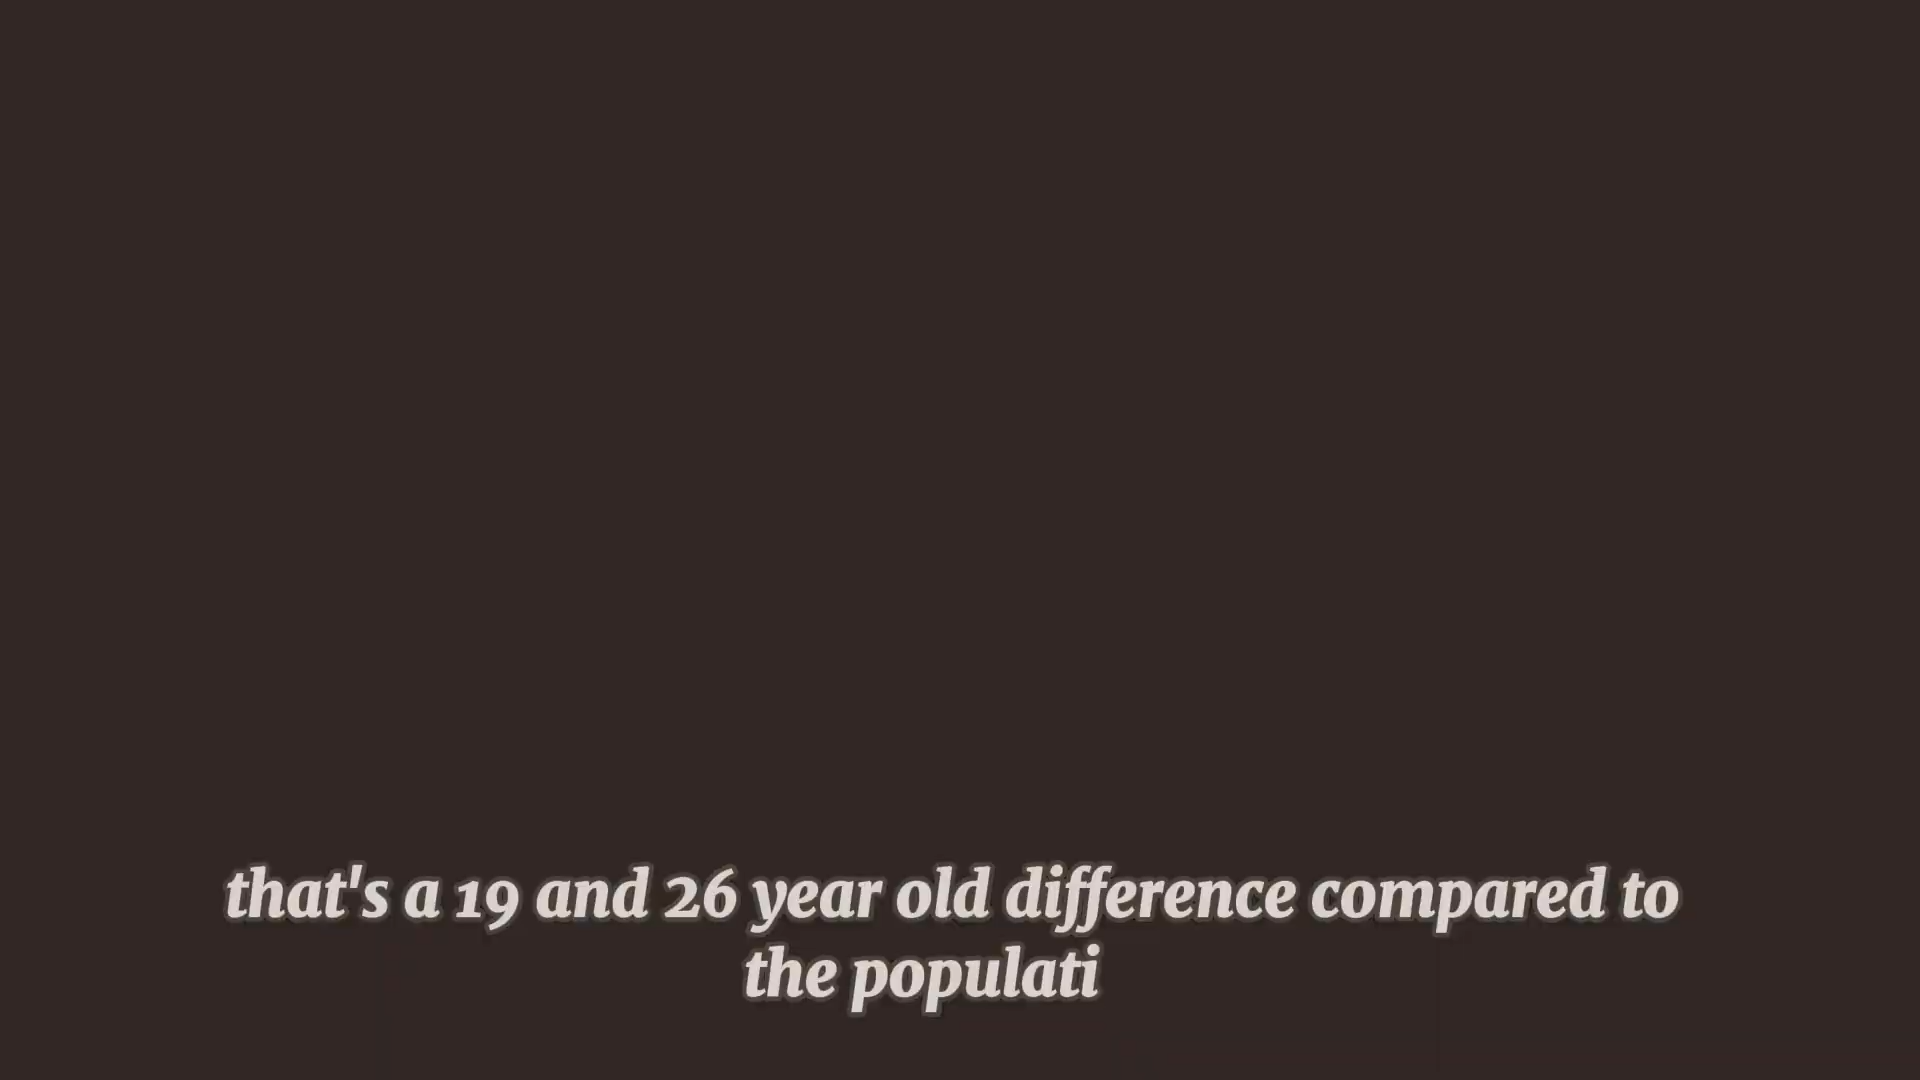 that's a 19 and 26 year old difference compared to
the populati